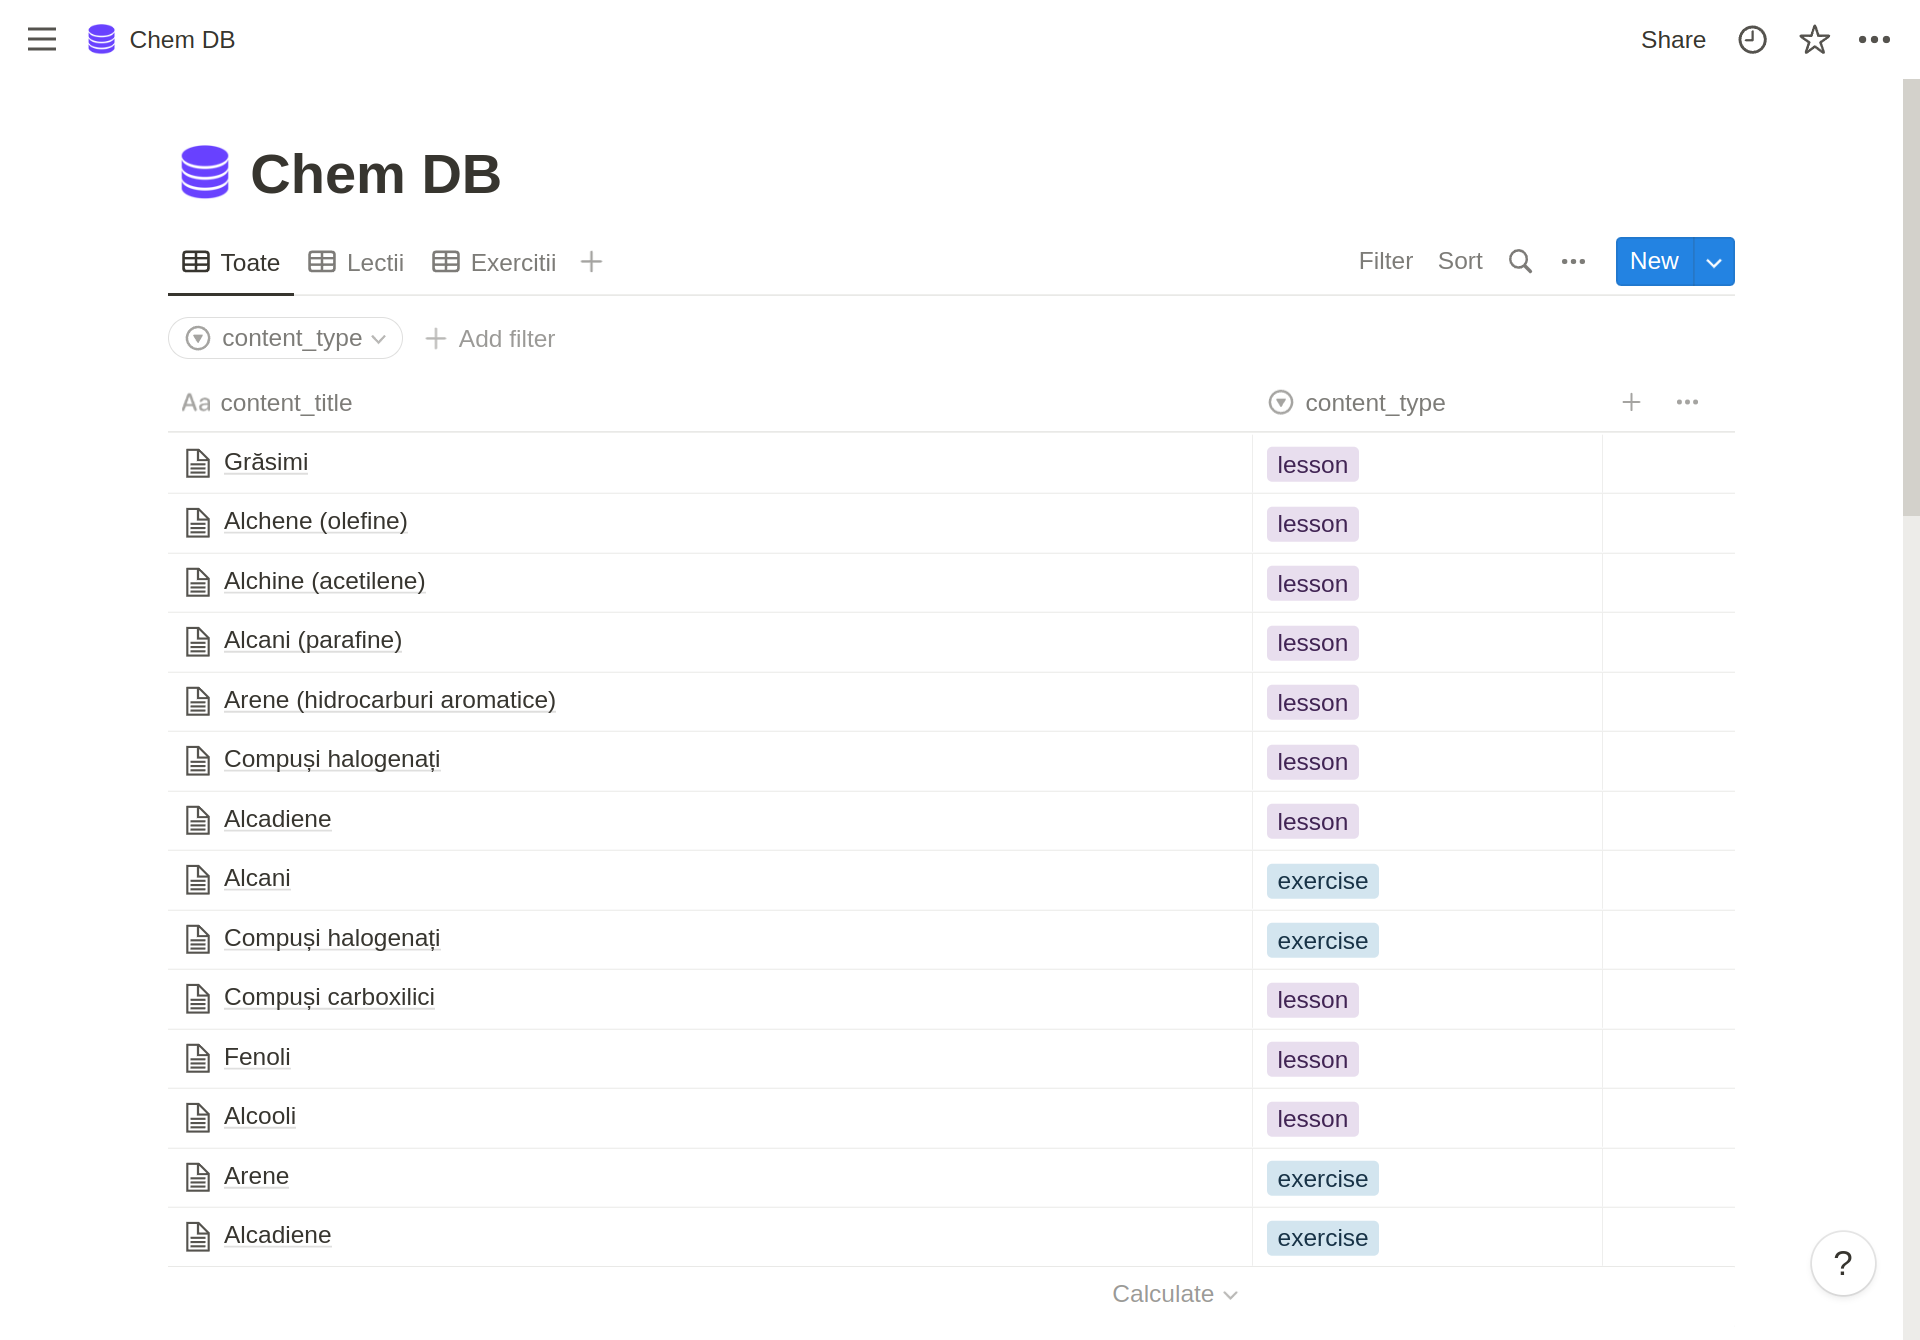 Chem DB
Share
Chem DB
Toate Lectii Exercitii
Filter Sort New
content_type Add filter
Aa content_title content_type
Grăsimi lesson
Alchene (olefine) lesson
Alchine (acetilene) lesson
Alcani (parafine) lesson
Arene (hidrocarburi aromatice) lesson
Compuși halogenați lesson
Alcadiene lesson
Alcani exercise
Compuși halogenați exercise
Compuși carboxilici lesson
Fenoli lesson
Alcooli lesson
Arene exercise
Alcadiene exercise
Calculate
?